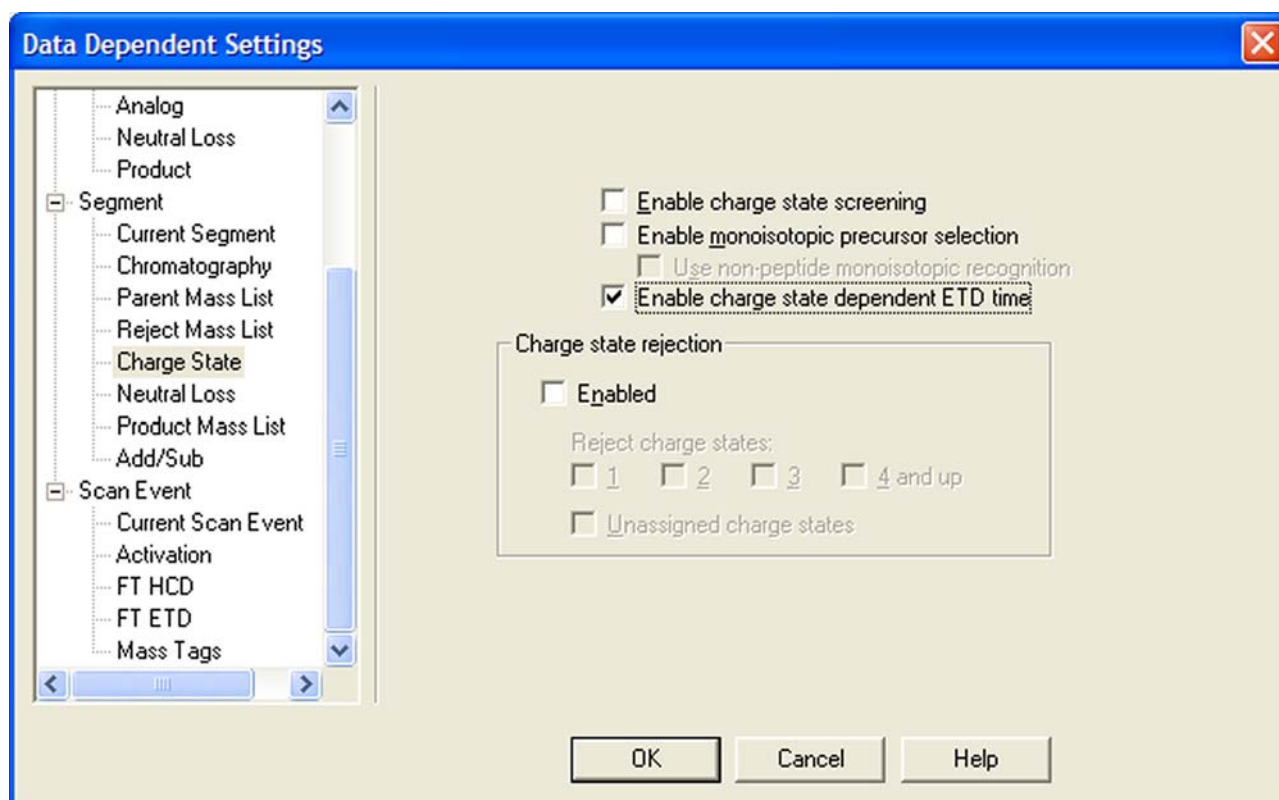 Data Dependent Settings
Analog
Neutral Loss
Product
Segment
Current Segment
Chromatography
Parent Mass List
Reject Mass List
Charge State
Neutral Loss
Product Mass List
Add/Sub
Scan Event
Current Scan Event
Activation
FT HCD
FT ETD
Mass Tags
Enable charge state screening
Enable monoisotopic precursor selection
Use non-peptide monoisotopic recognition
Enable charge state dependent ETD time
Charge state rejection
Enabled
Reject charge states:
1 2 3 4 and up
Unassigned charge states
OK Cancel Help